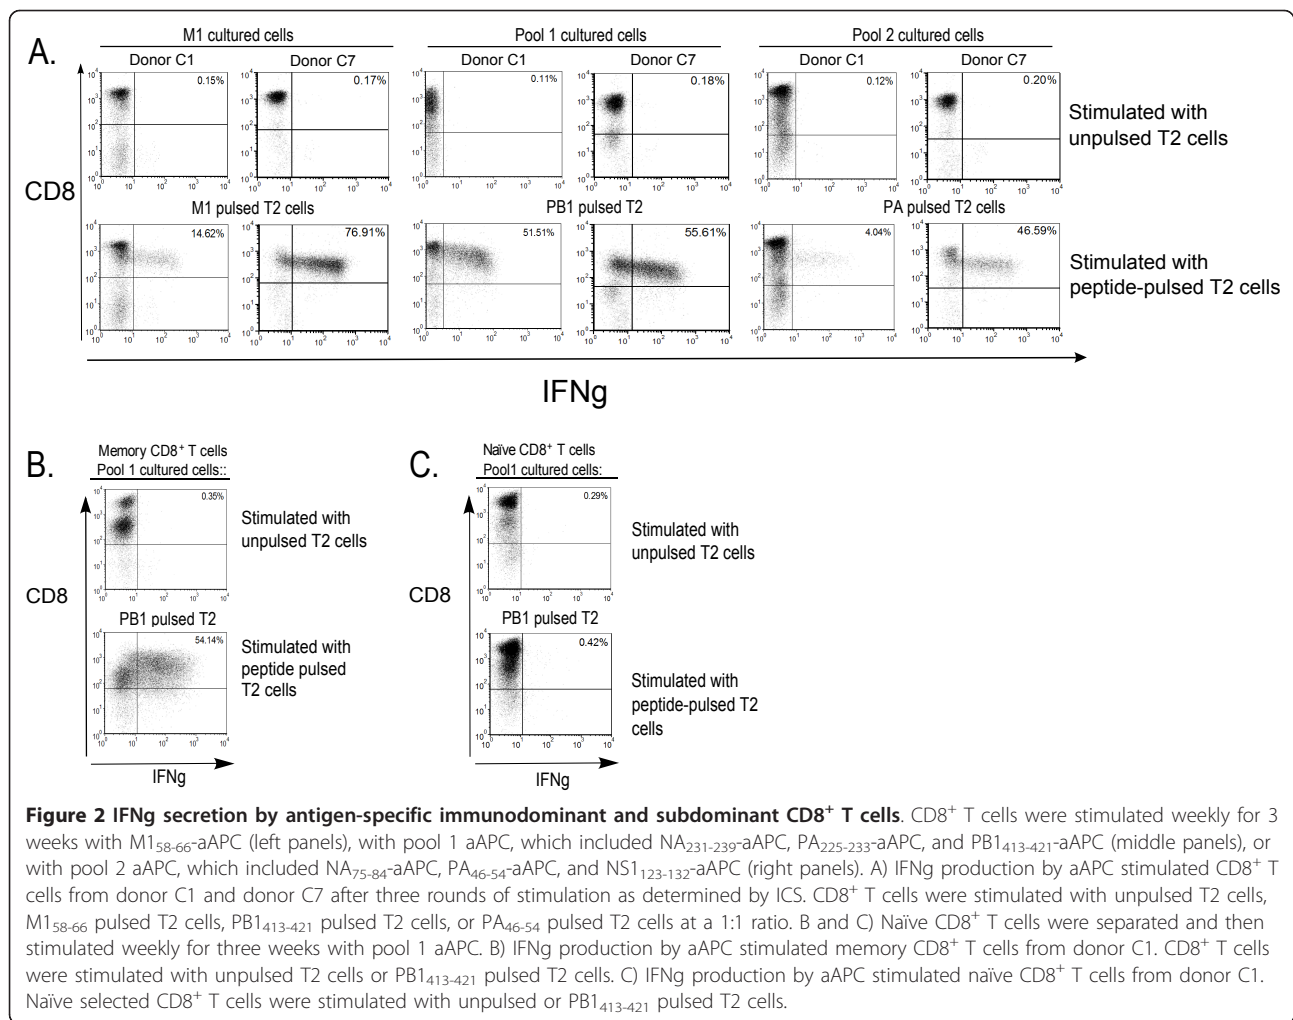 A.
M1 cultured cells
Pool 1 cultured cells
Pool 2 cultured cells
Donor C1
Donor C7
Donor C1
Donor C7
Donor C1
Donor C7
0.15%
0.17%
0.11%
0.18%
0.12%
0.20%
Stimulated with
unpulsed T2 cells
CD8
M1 pulsed T2 cells
PB1 pulsed T2
PA pulsed T2 cells
14.62%
76.91%
51.51%
55.61%
4.04%
46.59%
Stimulated with
peptide-pulsed T2 cells
10⁰ 10¹ 10² 10³ 10⁴
IFNg
B.
Memory CD8⁺ T cells
Pool 1 cultured cells::
0.35%
Stimulated with
unpulsed T2 cells
CD8
PB1 pulsed T2
54.14%
Stimulated with
peptide pulsed
T2 cells
10⁰ 10¹ 10² 10³ 10⁴
IFNg
C.
Naïve CD8⁺ T cells
Pool1 cultured cells:
0.29%
Stimulated with
unpulsed T2 cells
CD8
PB1 pulsed T2
0.42%
Stimulated with
peptide-pulsed T2
cells
10⁰ 10¹ 10² 10³ 10⁴
IFNg
Figure 2 IFNg secretion by antigen-specific immunodominant and subdominant CD8⁺ T cells. CD8⁺ T cells were stimulated weekly for 3
weeks with M1₅₈₋₆₆-aAPC (left panels), with pool 1 aAPC, which included NA₂₃₁₋₂₃₉-aAPC, PA₂₂₅₋₂₃₃-aAPC, and PB1₄₁₃₋₄₂₁-aAPC (middle panels), or
with pool 2 aAPC, which included NA₇₅₋₈₄-aAPC, PA₄₆₋₅₄-aAPC, and NS1₁₂₃₋₁₃₂-aAPC (right panels). A) IFNg production by aAPC stimulated CD8⁺ T
cells from donor C1 and donor C7 after three rounds of stimulation as determined by ICS. CD8⁺ T cells were stimulated with unpulsed T2 cells,
M1₅₈₋₆₆ pulsed T2 cells, PB1₄₁₃₋₄₂₁ pulsed T2 cells, or PA₄₆₋₅₄ pulsed T2 cells at a 1:1 ratio. B and C) Naïve CD8⁺ T cells were separated and then
stimulated weekly for three weeks with pool 1 aAPC. B) IFNg production by aAPC stimulated memory CD8⁺ T cells from donor C1. CD8⁺ T cells
were stimulated with unpulsed T2 cells or PB1₄₁₃₋₄₂₁ pulsed T2 cells. C) IFNg production by aAPC stimulated naïve CD8⁺ T cells from donor C1.
Naïve selected CD8⁺ T cells were stimulated with unpulsed or PB1₄₁₃₋₄₂₁ pulsed T2 cells.